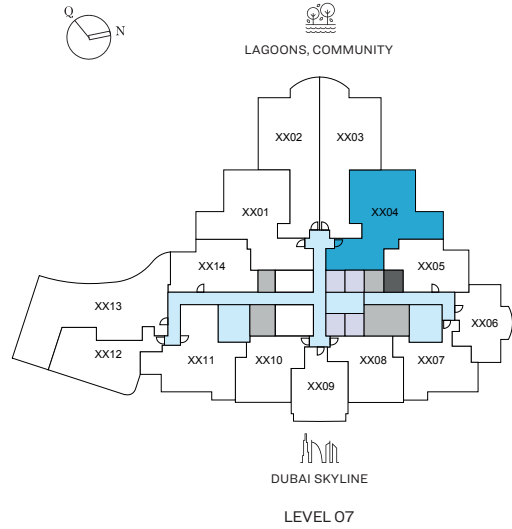 Q
N
LAGOONS, COMMUNITY
XX02 XX03
XX01 XX04
XX14 XX05
XX13
XX06
XX12 XX11 XX10 XX08 XX07
XX09
DUBAI SKYLINE
LEVEL 07